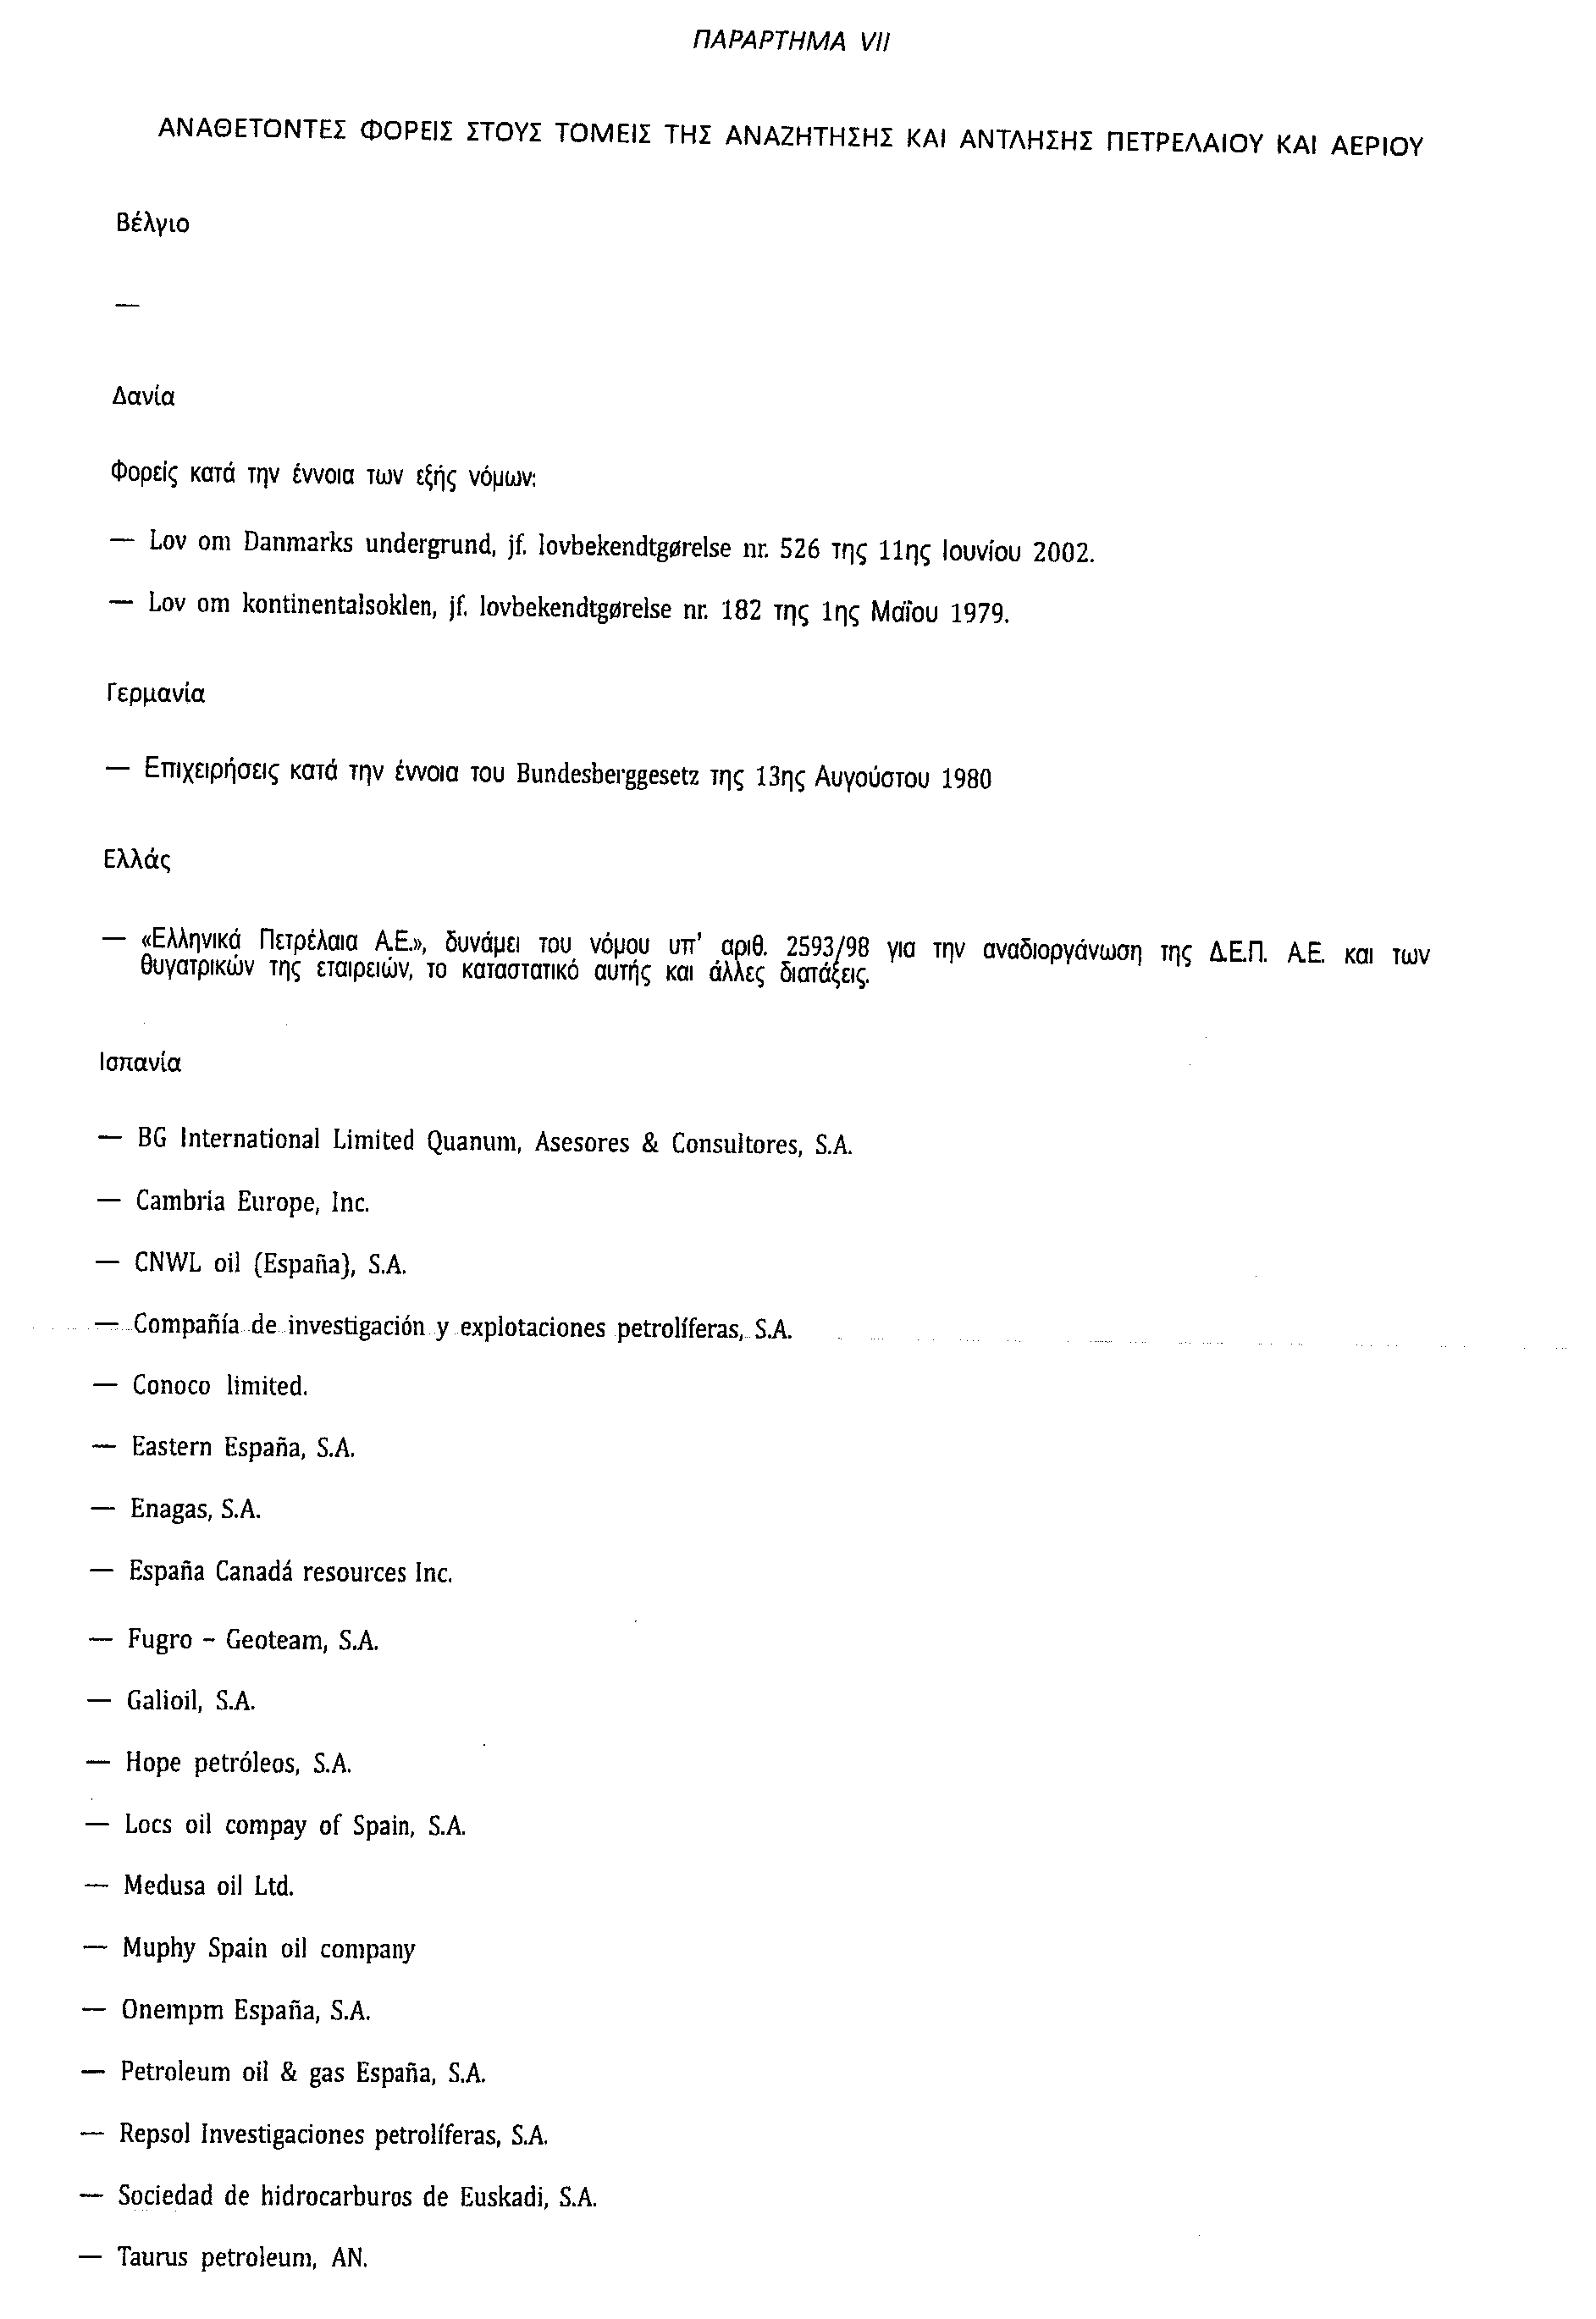 ΠΑΡΑΡΤΗΜΑ VII
ΑΝΑΘΕΤΟΝΤΕΣ ΦΟΡΕΙΣ ΣΤΟΥΣ ΤΟΜΕΙΣ ΤΗΣ ΑΝΑΖΗΤΗΣΗΣ ΚΑΙ ΑΝΤΛΗΣΗΣ ΠΕΤΡΕΛΑΙΟΥ ΚΑΙ ΑΕΡΙΟΥ
Βέλγιο
—
Δανία
Φορείς κατά την έννοια των εξής νόμων:
— Lov om Danmarks undergrund, jf. lovbekendtgørelse nr. 526 της 11ης Ιουνίου 2002.
— Lov om kontinentalsoklen, jf. lovbekendtgørelse nr. 182 της 1ης Μαΐου 1979.
Γερμανία
— Επιχειρήσεις κατά την έννοια του Bundesberggesetz της 13ης Αυγούστου 1980
Ελλάς
— «Ελληνικά Πετρέλαια Α.Ε.», δυνάμει του νόμου υπ' αριθ. 2593/98 για την αναδιοργάνωση της Δ.Ε.Π. Α.Ε. και των
θυγατρικών της εταιρειών, το καταστατικό αυτής και άλλες διατάξεις.
Ισπανία
— BG International Limited Quanum, Asesores & Consultores, S.A.
— Cambria Europe, Inc.
— CNWL oil (España), S.A.
— Compañía de investigación y explotaciones petrolíferas, S.A.
— Conoco limited.
— Eastern España, S.A.
— Enagas, S.A.
— España Canadá resources Inc.
— Fugro – Geoteam, S.A.
— Galioil, S.A.
— Hope petróleos, S.A.
— Locs oil compay of Spain, S.A.
— Medusa oil Ltd.
— Muphy Spain oil company
— Onempm España, S.A.
— Petroleum oil & gas España, S.A.
— Repsol Investigaciones petrolíferas, S.A.
— Sociedad de hidrocarburos de Euskadi, S.A.
— Taurus petroleum, AN.